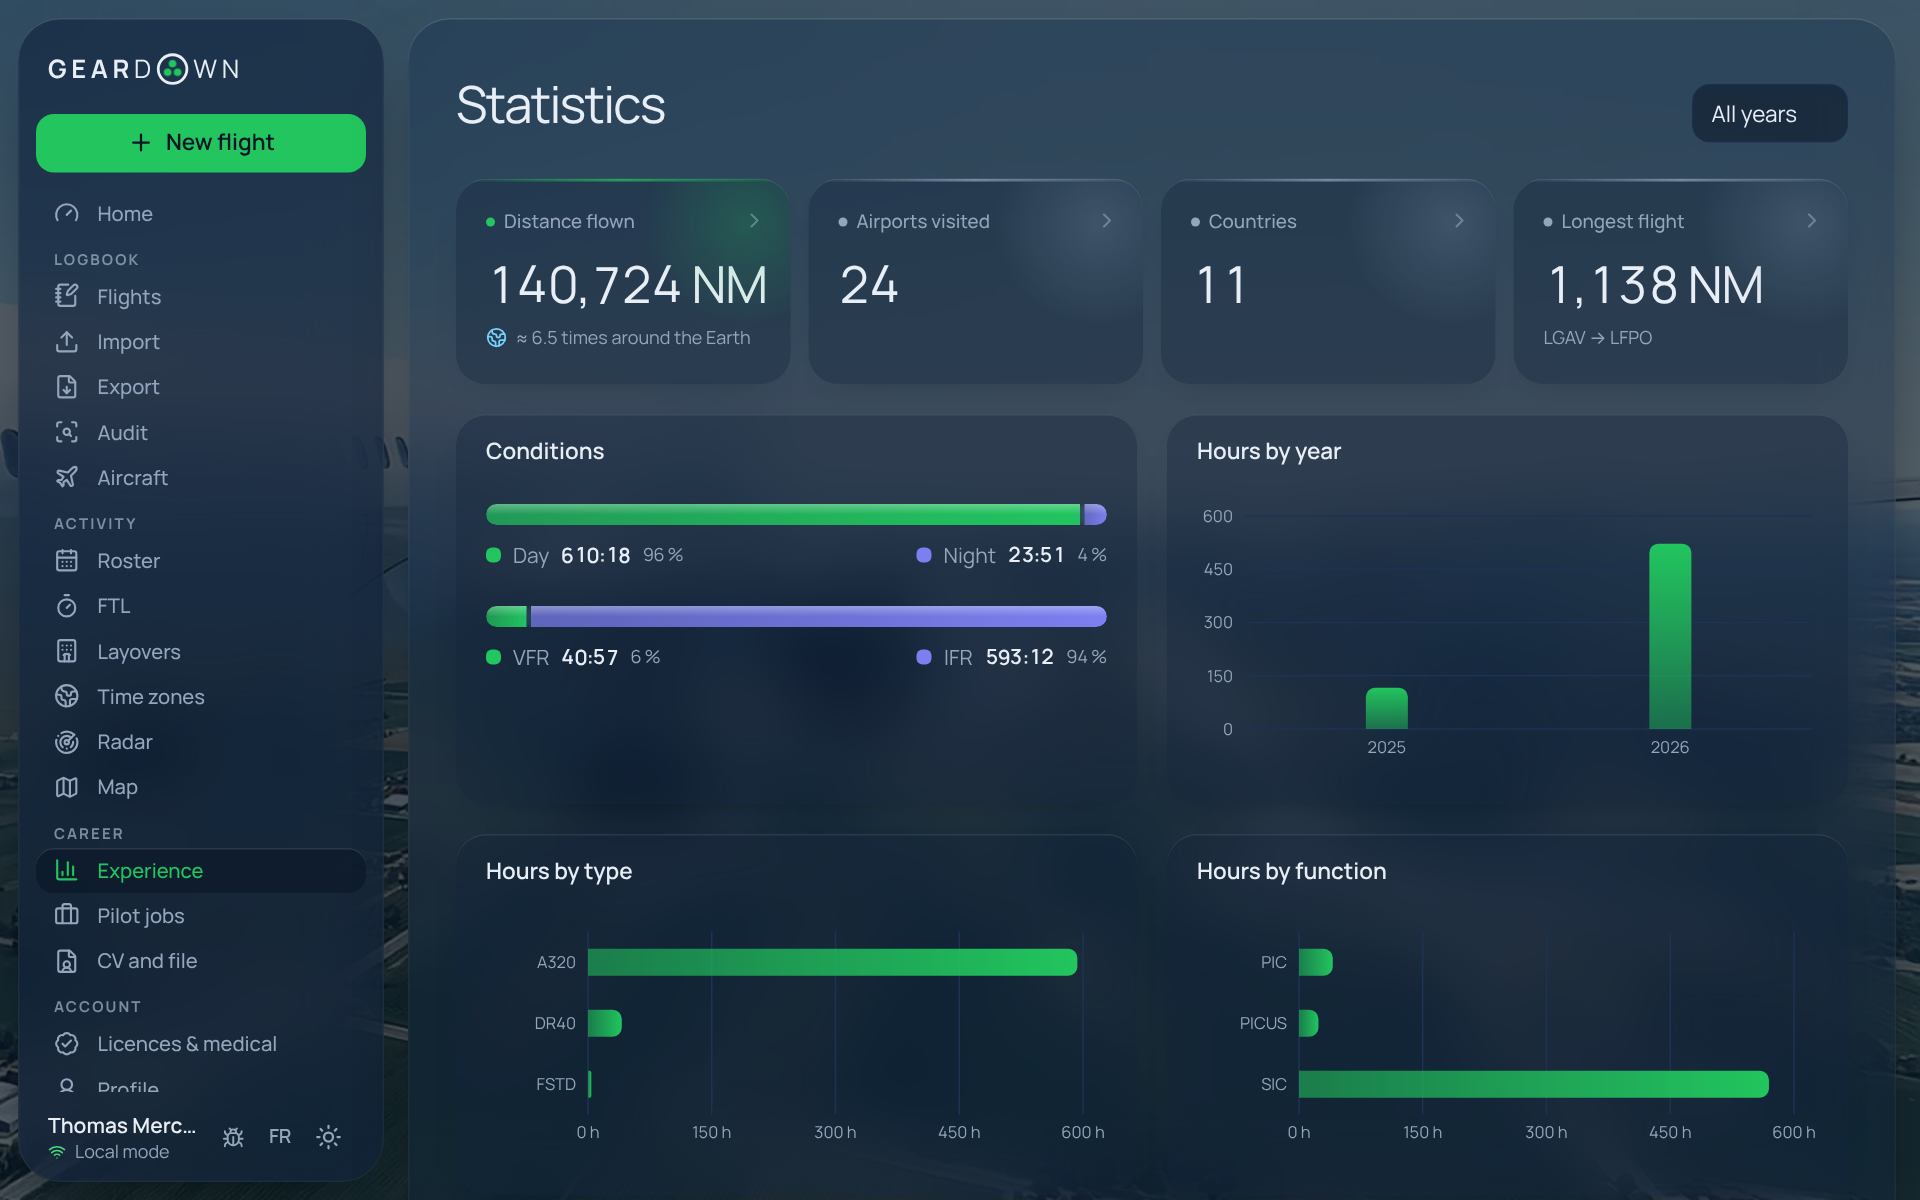 GEARDOWN
+ New flight
Home
LOGBOOK
Flights
Import
Export
Audit
Aircraft
ACTIVITY
Roster
FTL
Layovers
Time zones
Radar
Map
CAREER
Experience
Pilot jobs
CV and file
ACCOUNT
Licences & medical
Profile
Thomas Merc...
Local mode
FR
Statistics
All years
Distance flown
140,724 NM
≈ 6.5 times around the Earth
Airports visited
24
Countries
11
Longest flight
1,138 NM
LGAV → LFPO
Conditions
Day 610:18 96 % Night 23:51 4 %
VFR 40:57 6 % IFR 593:12 94 %
Hours by year
600
450
300
150
0
2025 2026
Hours by type
A320
DR40
FSTD
0 h 150 h 300 h 450 h 600 h
Hours by function
PIC
PICUS
SIC
0 h 150 h 300 h 450 h 600 h